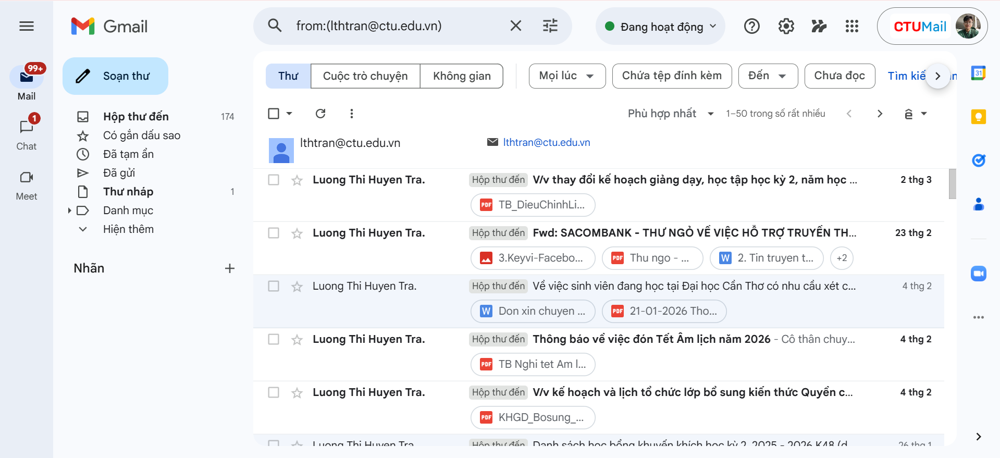 Gmail
from:(lthtran@ctu.edu.vn)
Đang hoạt động
CTUMail
99+
Mail
1
Chat
Meet
Soạn thư
Hộp thư đến 174
Có gắn dấu sao
Đã tạm ẩn
Đã gửi
Thư nháp 1
Danh mục
Hiện thêm
Nhãn
Thư Cuộc trò chuyện Không gian Mọi lúc Chứa tệp đính kèm Đến Chưa đọc Tìm
Phù hợp nhất 1–50 trong số rất nhiều ê
lthtran@ctu.edu.vn lthtran@ctu.edu.vn
Luong Thi Huyen Tra. Hộp thư đến V/v thay đổi kế hoạch giảng dạy, học tập học kỳ 2, năm học ... 2 thg 3
PDF TB_DieuChinhLi...
Luong Thi Huyen Tra. Hộp thư đến Fwd: SACOMBANK - THƯ NGỎ VỀ VIỆC HỖ TRỢ TRUYỀN TH... 23 thg 2
3.Keyvi-Facebo... PDF Thu ngo - ... W 2. Tin truyen t... +2
Luong Thi Huyen Tra. Hộp thư đến Về việc sinh viên đang học tại Đại học Cần Thơ có nhu cầu xét c... 4 thg 2
W Don xin chuyen ... PDF 21-01-2026 Tho...
Luong Thi Huyen Tra. Hộp thư đến Thông báo về việc đón Tết Âm lịch năm 2026 - Cô thân chuy... 4 thg 2
PDF TB Nghi tet Am l...
Luong Thi Huyen Tra. Hộp thư đến V/v kế hoạch và lịch tổ chức lớp bổ sung kiến thức Quyền c... 4 thg 2
PDF KHGD_Bosung_...
Luong Thi Huyen Tra. Hộp thư đến Danh sách học bổng khuyến khích học kỳ 2, 2025 - 2026 K48 (d... 26 thg 1
31